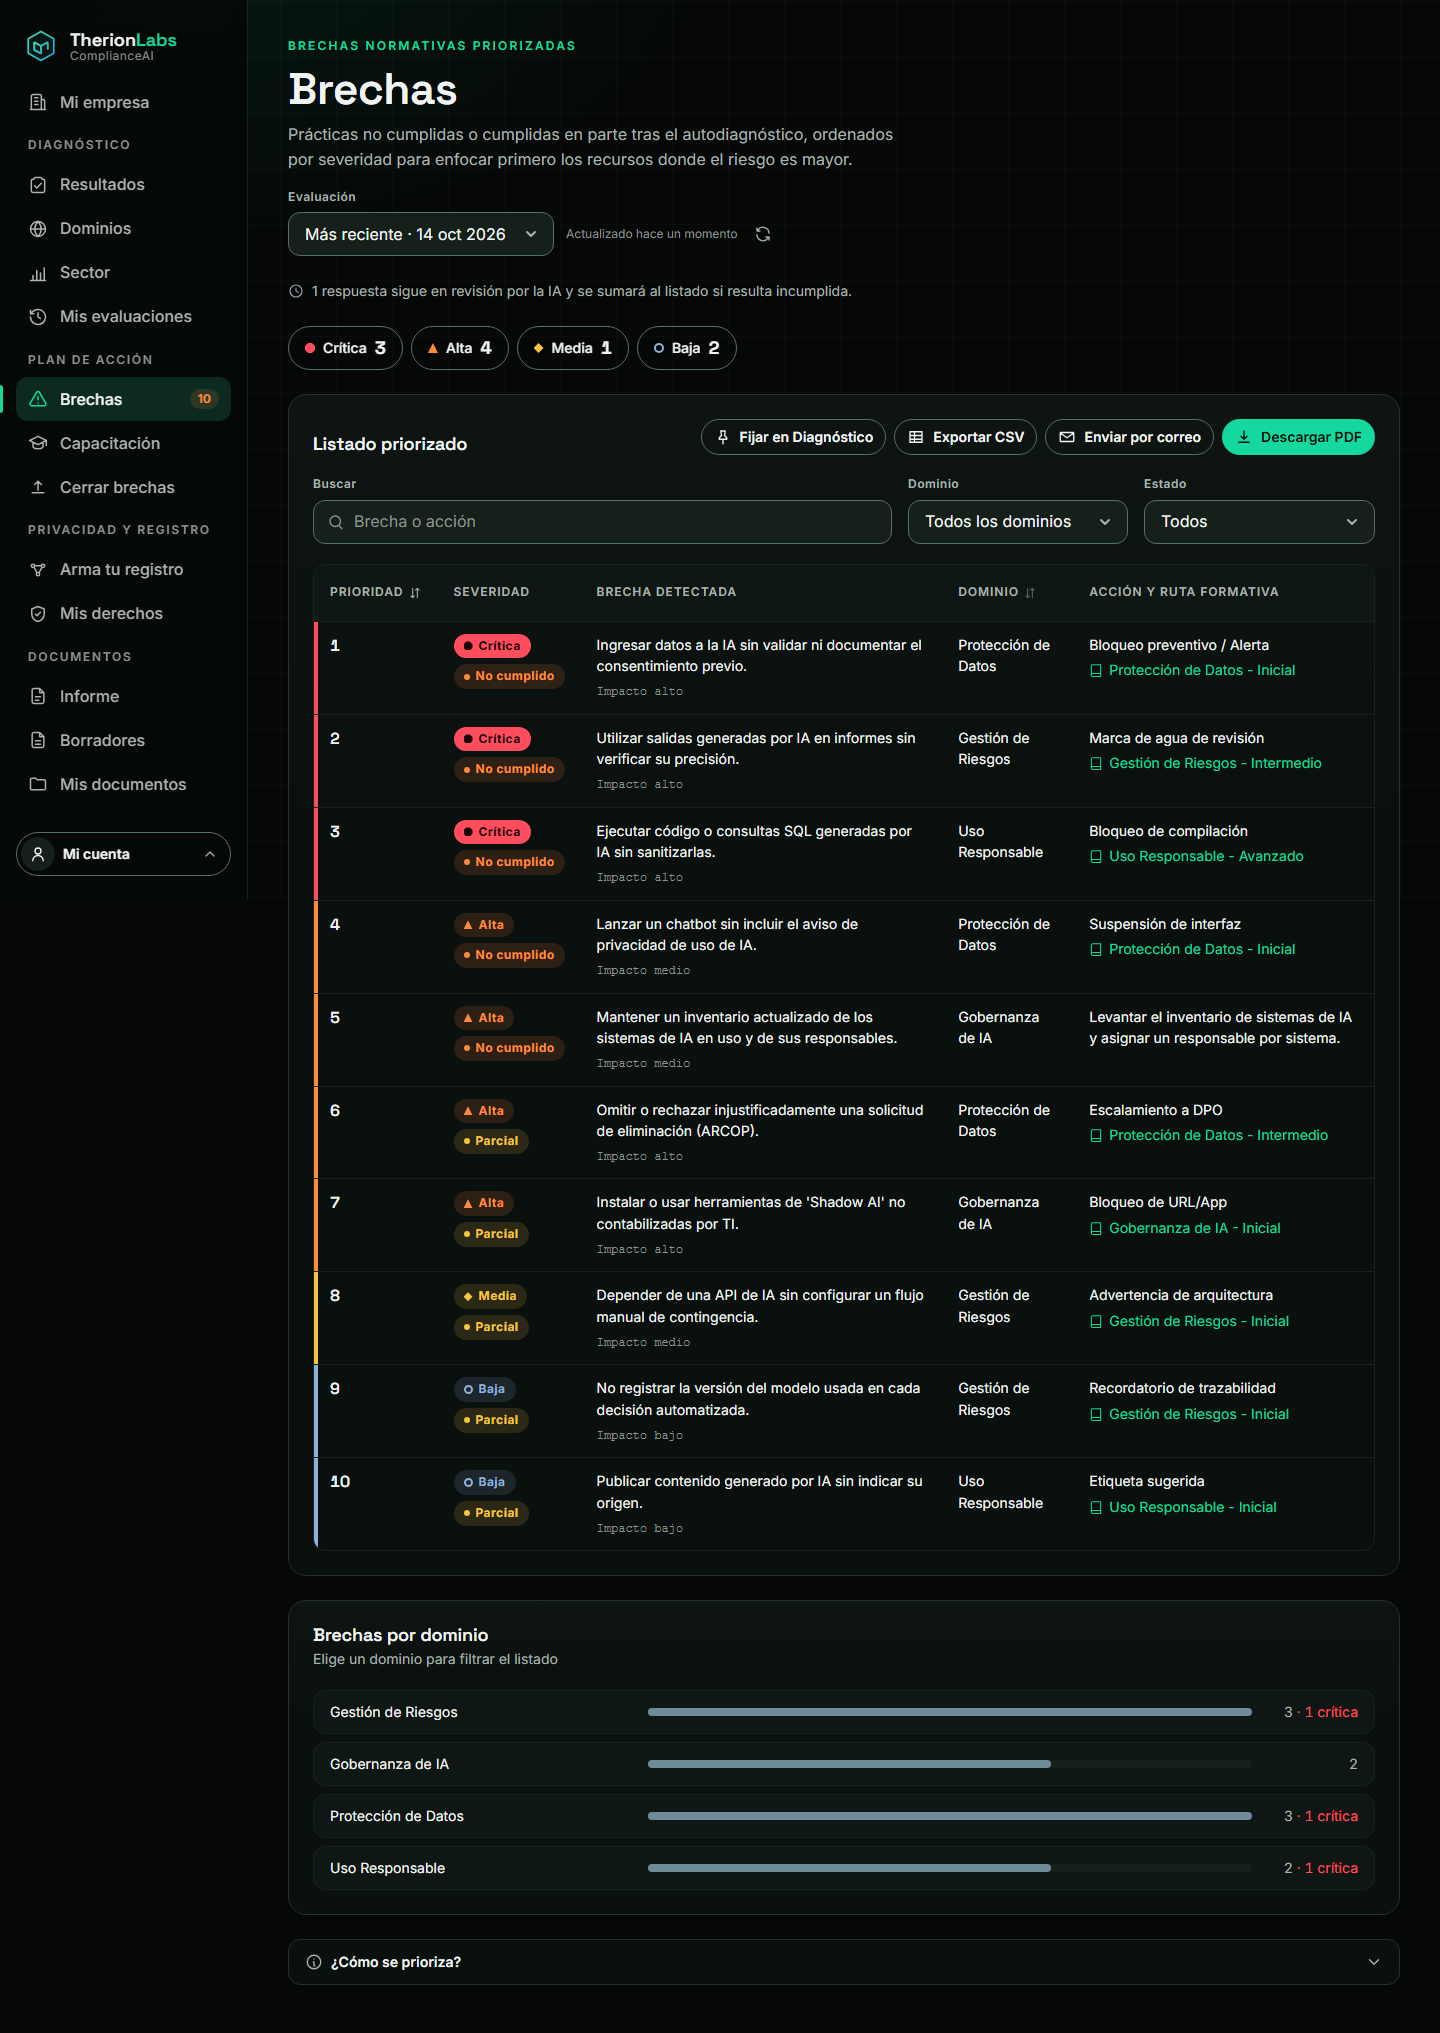 TherionLabs
ComplianceAI
Mi empresa
DIAGNÓSTICO
Resultados
Dominios
Sector
Mis evaluaciones
PLAN DE ACCIÓN
Brechas 10
Capacitación
Cerrar brechas
PRIVACIDAD Y REGISTRO
Arma tu registro
Mis derechos
DOCUMENTOS
Informe
Borradores
Mis documentos
Mi cuenta
BRECHAS NORMATIVAS PRIORIZADAS
Brechas
Prácticas no cumplidas o cumplidas en parte tras el autodiagnóstico, ordenados
por severidad para enfocar primero los recursos donde el riesgo es mayor.
Evaluación
Más reciente · 14 oct 2026
Actualizado hace un momento
1 respuesta sigue en revisión por la IA y se sumará al listado si resulta incumplida.
Crítica 3
Alta 4
Media 1
Baja 2
Listado priorizado
Fijar en Diagnóstico
Exportar CSV
Enviar por correo
Descargar PDF
Buscar
Brecha o acción
Dominio
Todos los dominios
Estado
Todos
PRIORIDAD SEVERIDAD BRECHA DETECTADA DOMINIO ACCIÓN Y RUTA FORMATIVA
1
Crítica
No cumplido
Ingresar datos a la IA sin validar ni documentar el
consentimiento previo.
Impacto alto
Protección de
Datos
Bloqueo preventivo / Alerta
Protección de Datos - Inicial
2
Crítica
No cumplido
Utilizar salidas generadas por IA en informes sin
verificar su precisión.
Impacto alto
Gestión de
Riesgos
Marca de agua de revisión
Gestión de Riesgos - Intermedio
3
Crítica
No cumplido
Ejecutar código o consultas SQL generadas por
IA sin sanitizarlas.
Impacto alto
Uso
Responsable
Bloqueo de compilación
Uso Responsable - Avanzado
4
Alta
No cumplido
Lanzar un chatbot sin incluir el aviso de
privacidad de uso de IA.
Impacto medio
Protección de
Datos
Suspensión de interfaz
Protección de Datos - Inicial
5
Alta
No cumplido
Mantener un inventario actualizado de los
sistemas de IA en uso y de sus responsables.
Impacto medio
Gobernanza
de IA
Levantar el inventario de sistemas de IA
y asignar un responsable por sistema.
6
Alta
Parcial
Omitir o rechazar injustificadamente una solicitud
de eliminación (ARCOP).
Impacto alto
Protección de
Datos
Escalamiento a DPO
Protección de Datos - Intermedio
7
Alta
Parcial
Instalar o usar herramientas de 'Shadow AI' no
contabilizadas por TI.
Impacto alto
Gobernanza
de IA
Bloqueo de URL/App
Gobernanza de IA - Inicial
8
Media
Parcial
Depender de una API de IA sin configurar un flujo
manual de contingencia.
Impacto medio
Gestión de
Riesgos
Advertencia de arquitectura
Gestión de Riesgos - Inicial
9
Baja
Parcial
No registrar la versión del modelo usada en cada
decisión automatizada.
Impacto bajo
Gestión de
Riesgos
Recordatorio de trazabilidad
Gestión de Riesgos - Inicial
10
Baja
Parcial
Publicar contenido generado por IA sin indicar su
origen.
Impacto bajo
Uso
Responsable
Etiqueta sugerida
Uso Responsable - Inicial
Brechas por dominio
Elige un dominio para filtrar el listado
Gestión de Riesgos 3 · 1 crítica
Gobernanza de IA 2
Protección de Datos 3 · 1 crítica
Uso Responsable 2 · 1 crítica
¿Cómo se prioriza?